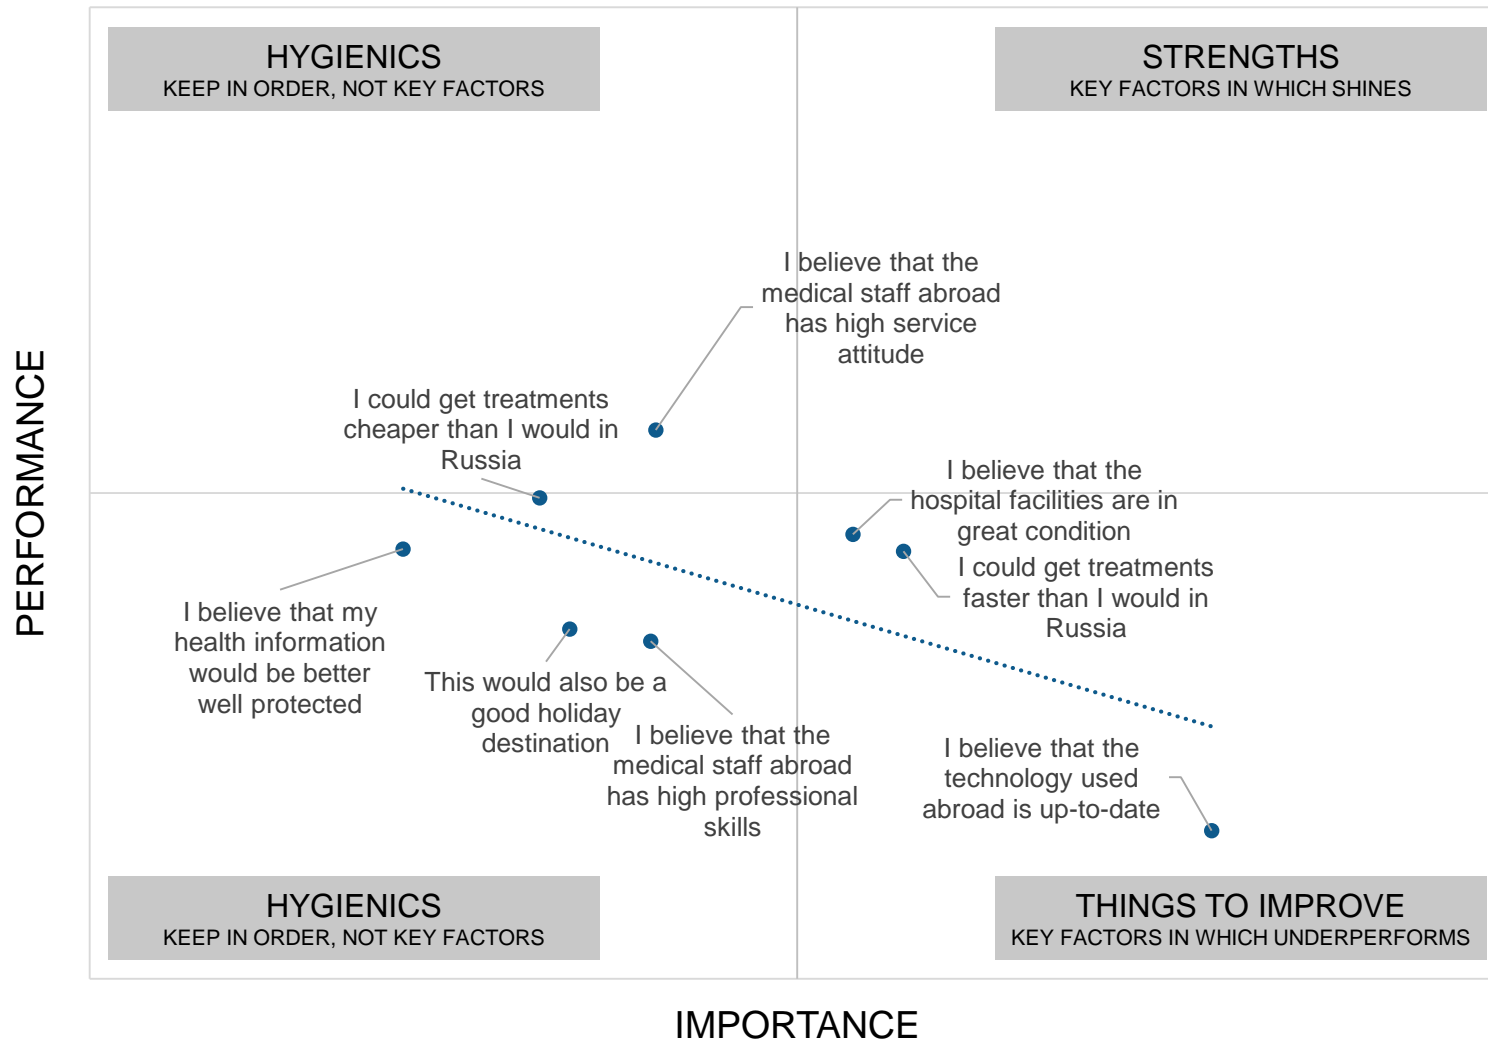 HYGIENICS
KEEP IN ORDER, NOT KEY FACTORS
STRENGTHS
KEY FACTORS IN WHICH SHINES
PERFORMANCE
I believe that the
medical staff abroad
has high service
attitude
I could get treatments
cheaper than I would in
Russia
I believe that the
hospital facilities are in
great condition
I could get treatments
faster than I would in
Russia
I believe that my
health information
would be better
well protected
This would also be a
good holiday
destination
I believe that the
medical staff abroad
has high professional
skills
I believe that the
technology used
abroad is up-to-date
HYGIENICS
KEEP IN ORDER, NOT KEY FACTORS
THINGS TO IMPROVE
KEY FACTORS IN WHICH UNDERPERFORMS
IMPORTANCE